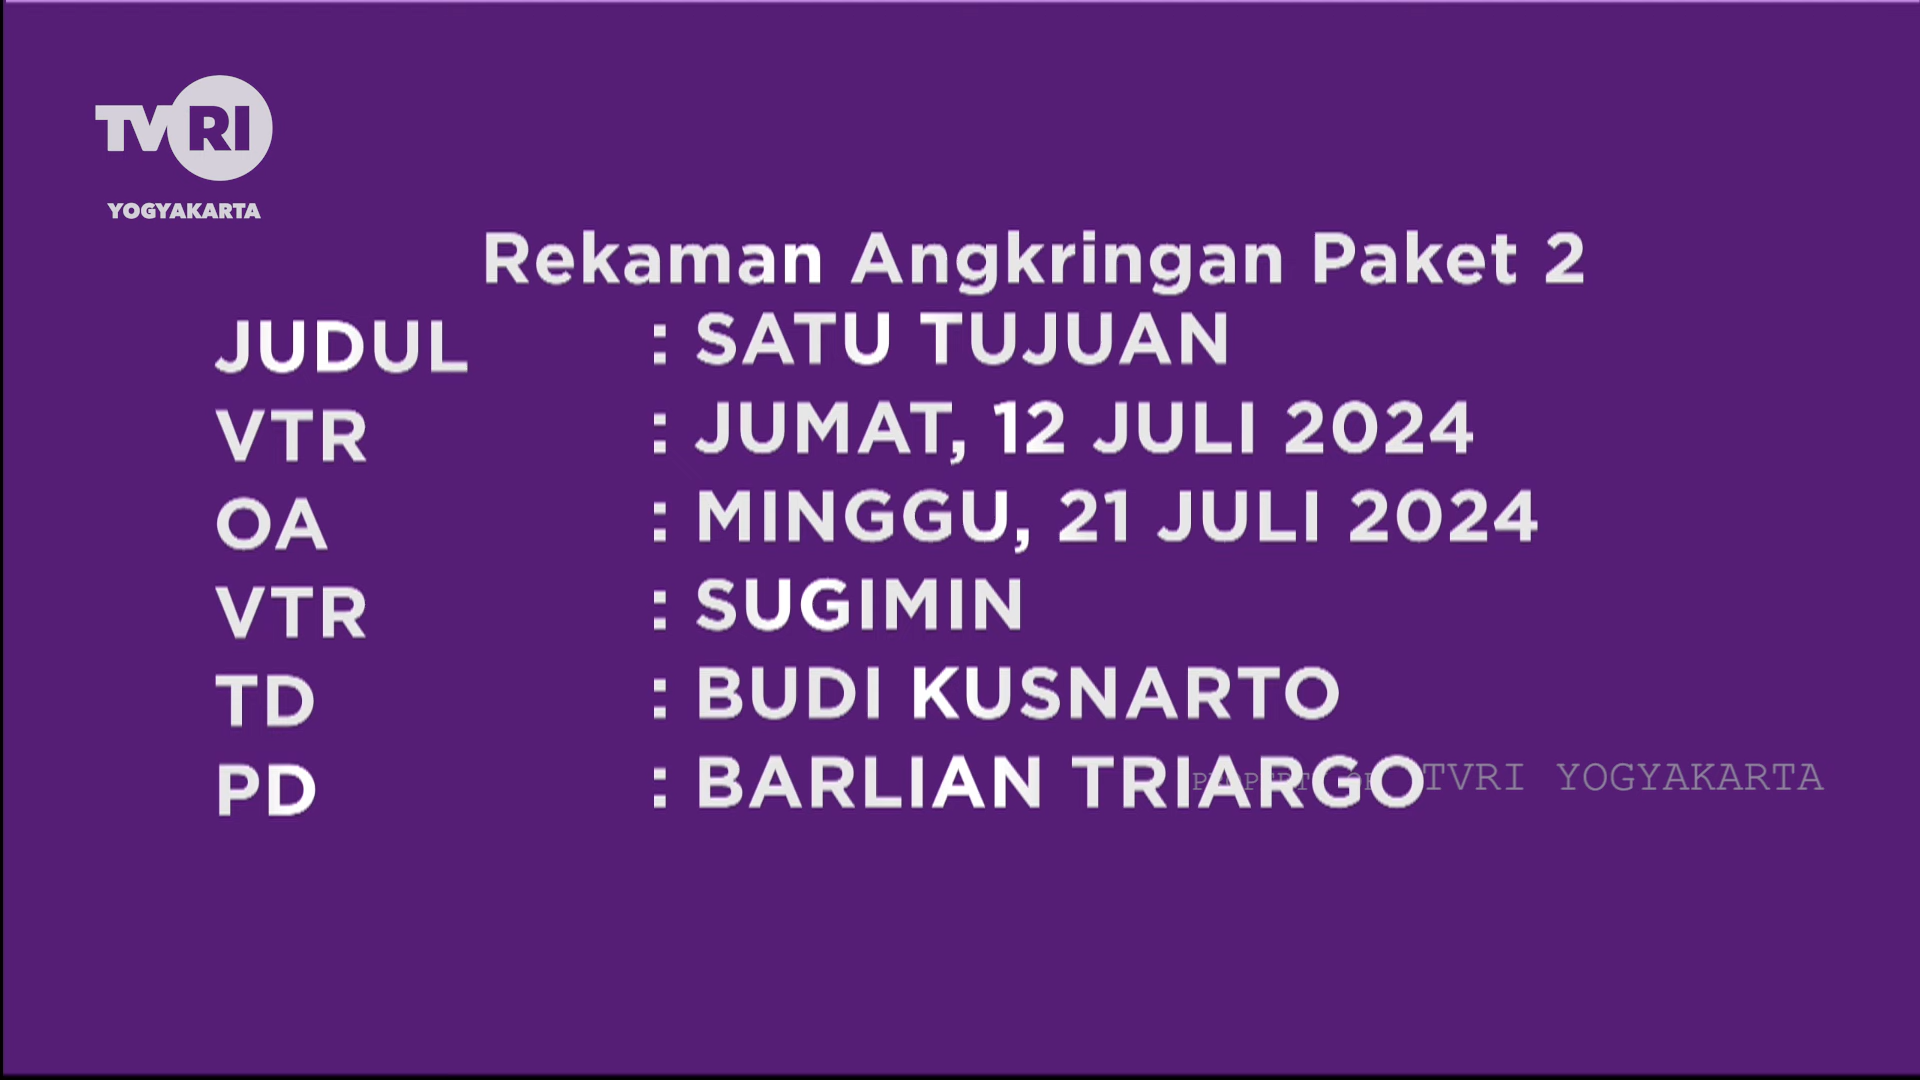 TVRI
YOGYAKARTA
Rekaman Angkringan Paket 2
JUDUL : SATU TUJUAN
VTR : JUMAT, 12 JULI 2024
OA : MINGGU, 21 JULI 2024
VTR : SUGIMIN
TD : BUDI KUSNARTO
PD : BARLIAN TRIARGO
TVRI YOGYAKARTA